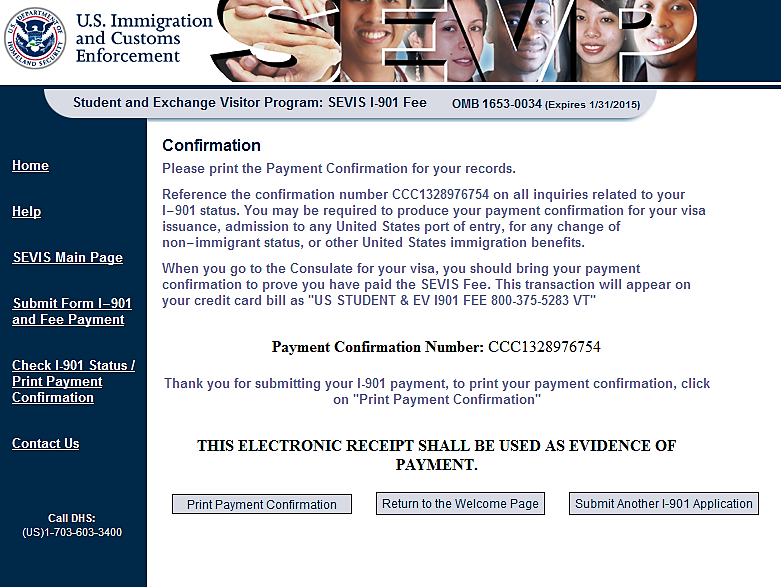 U.S. DEPARTMENT OF HOMELAND SECURITY
U.S. Immigration
and Customs
Enforcement
SEVP
Student and Exchange Visitor Program: SEVIS I-901 Fee
OMB 1653-0034 (Expires 1/31/2015)
Home
Help
SEVIS Main Page
Submit Form I−901
and Fee Payment
Check I-901 Status /
Print Payment
Confirmation
Contact Us
Call DHS:
(US)1-703-603-3400
Confirmation
Please print the Payment Confirmation for your records.
Reference the confirmation number CCC1328976754 on all inquiries related to your
I−901 status. You may be required to produce your payment confirmation for your visa
issuance, admission to any United States port of entry, for any change of
non−immigrant status, or other United States immigration benefits.
When you go to the Consulate for your visa, you should bring your payment
confirmation to prove you have paid the SEVIS Fee. This transaction will appear on
your credit card bill as "US STUDENT & EV I901 FEE 800-375-5283 VT"
Payment Confirmation Number: CCC1328976754
Thank you for submitting your I-901 payment, to print your payment confirmation, click
on "Print Payment Confirmation"
THIS ELECTRONIC RECEIPT SHALL BE USED AS EVIDENCE OF
PAYMENT.
Print Payment Confirmation
Return to the Welcome Page
Submit Another I-901 Application